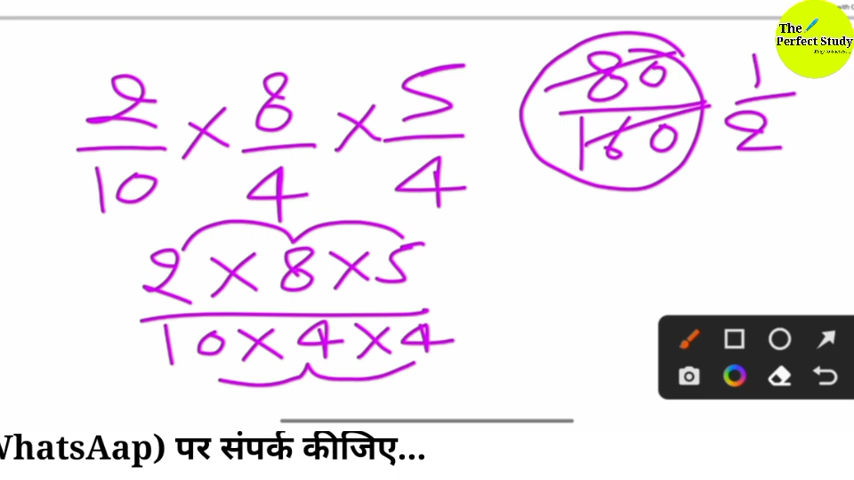 The
Perfect Study
2/10 × 8/4 × 5/4
80/160 1/2
2 × 8 × 5
10 × 4 × 4
WhatsAap) पर संपर्क कीजिए...